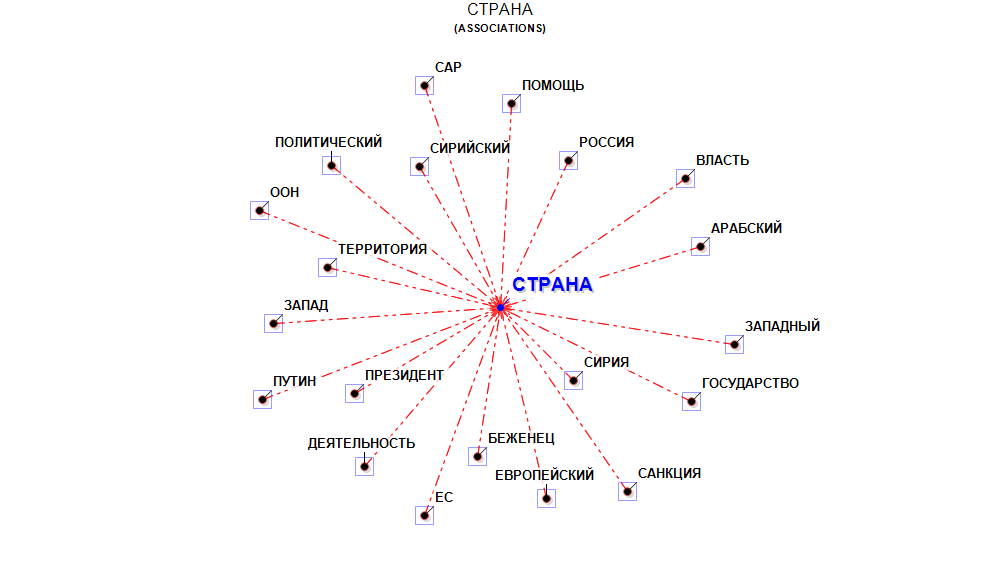 СТРАНА
(ASSOCIATIONS)
САР
ПОМОЩЬ
ПОЛИТИЧЕСКИЙ
СИРИЙСКИЙ
РОССИЯ
ВЛАСТЬ
ООН
АРАБСКИЙ
ТЕРРИТОРИЯ
СТРАНА
ЗАПАД
ЗАПАДНЫЙ
СИРИЯ
ПУТИН
ПРЕЗИДЕНТ
ГОСУДАРСТВО
ДЕЯТЕЛЬНОСТЬ
БЕЖЕНЕЦ
ЕВРОПЕЙСКИЙ
САНКЦИЯ
ЕС